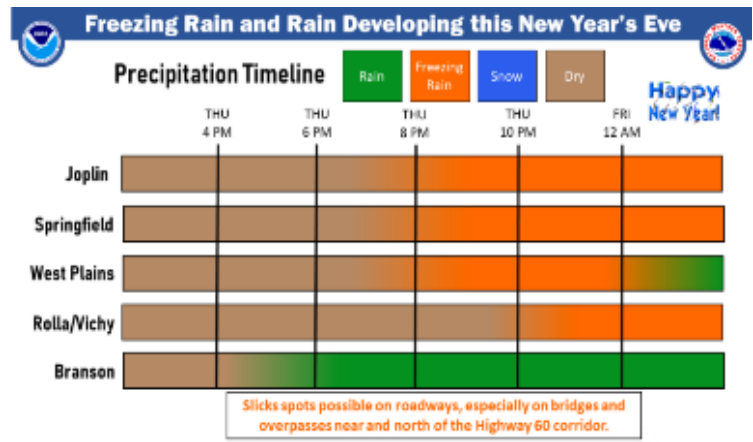 Freezing Rain and Rain Developing this New Year's Eve
Precipitation Timeline
Rain
Freezing
Rain
Snow
Dry
Happy
New Year!
THU
4 PM
THU
6 PM
THU
8 PM
THU
10 PM
FRI
12 AM
Joplin
Springfield
West Plains
Rolla/Vichy
Branson
Slicks spots possible on roadways, especially on bridges and
overpasses near and north of the Highway 60 corridor.